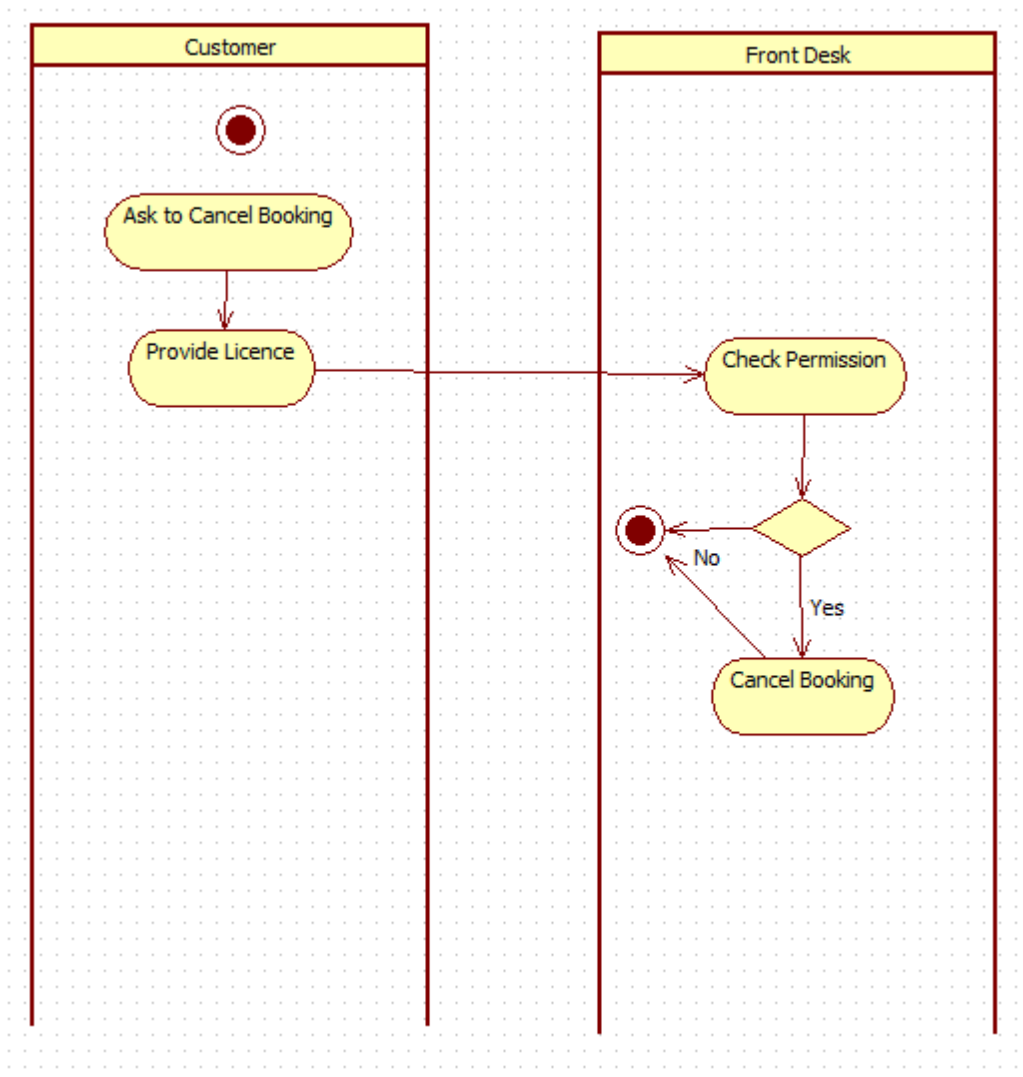 Customer
Front Desk
Ask to Cancel Booking
Provide Licence
Check Permission
No
Yes
Cancel Booking